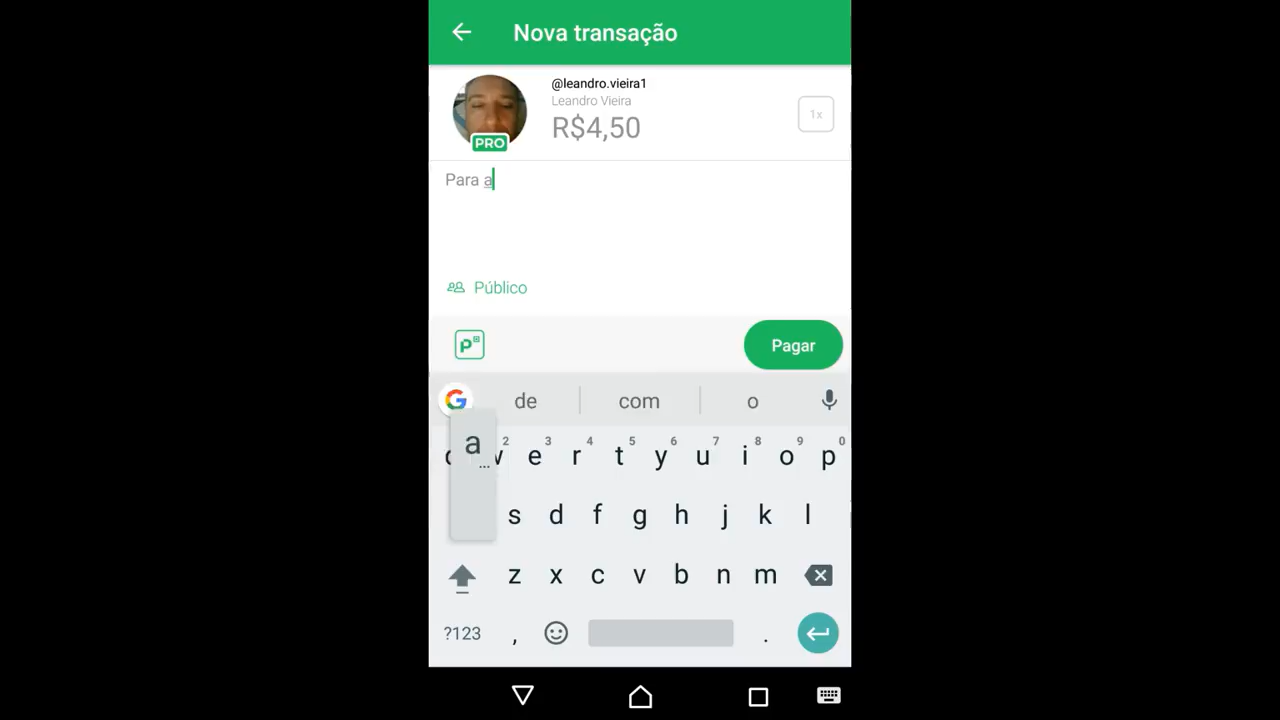 Nova transação
@leandro.vieira1
Leandro Vieira
R$4,50
1x
PRO
Para a
Público
Pagar
de com o
a
...
2 3 4 5 6 7 8 9 0
e r t y u i o p
s d f g h j k l
z x c v b n m
?123 , .